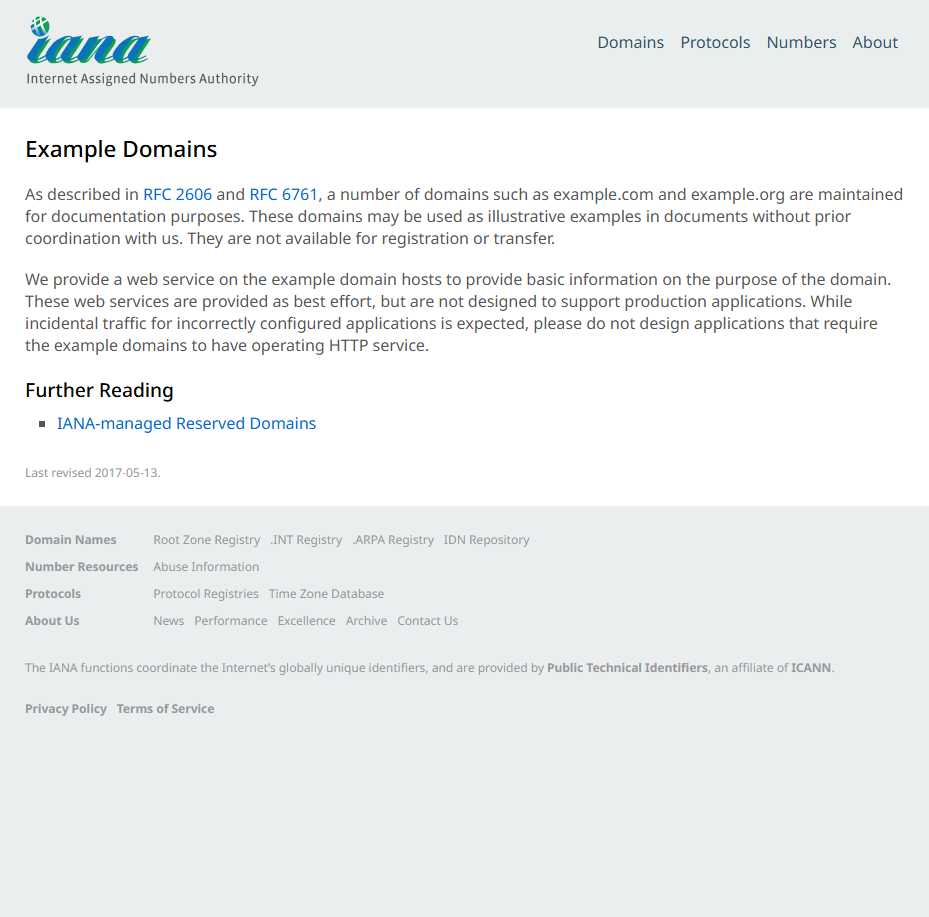 iana
Internet Assigned Numbers Authority
Domains Protocols Numbers About
Example Domains
As described in RFC 2606 and RFC 6761, a number of domains such as example.com and example.org are maintained
for documentation purposes. These domains may be used as illustrative examples in documents without prior
coordination with us. They are not available for registration or transfer.
We provide a web service on the example domain hosts to provide basic information on the purpose of the domain.
These web services are provided as best effort, but are not designed to support production applications. While
incidental traffic for incorrectly configured applications is expected, please do not design applications that require
the example domains to have operating HTTP service.
Further Reading
IANA-managed Reserved Domains
Last revised 2017-05-13.
Domain Names Root Zone Registry .INT Registry .ARPA Registry IDN Repository
Number Resources Abuse Information
Protocols Protocol Registries Time Zone Database
About Us News Performance Excellence Archive Contact Us
The IANA functions coordinate the Internet's globally unique identifiers, and are provided by Public Technical Identifiers, an affiliate of ICANN.
Privacy Policy Terms of Service